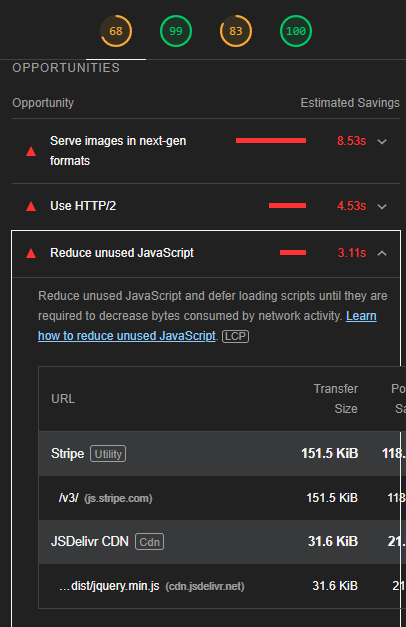 68 99 83 100
OPPORTUNITIES
Opportunity Estimated Savings
Serve images in next-gen
formats 8.53s
Use HTTP/2 4.53s
Reduce unused JavaScript 3.11s
Reduce unused JavaScript and defer loading scripts until they are
required to decrease bytes consumed by network activity. Learn
how to reduce unused JavaScript. LCP
URL Transfer
Size
Stripe Utility 151.5 KiB 118.
/v3/ (js.stripe.com) 151.5 KiB 118
JSDelivr CDN Cdn 31.6 KiB 21.
…dist/jquery.min.js (cdn.jsdelivr.net) 31.6 KiB 21